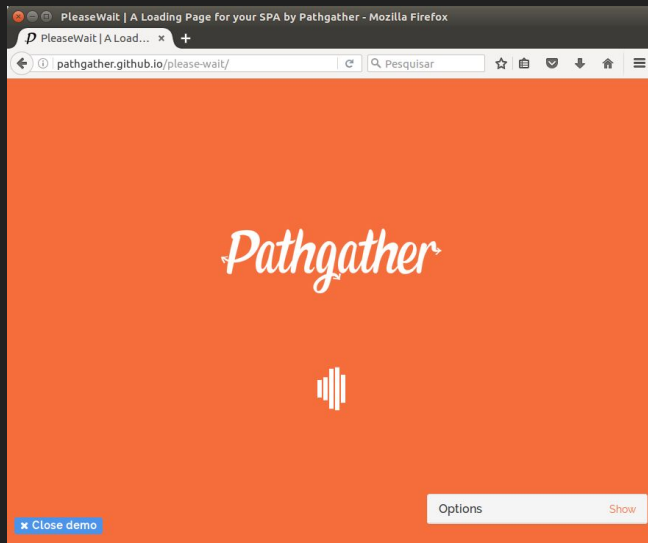 PleaseWait | A Loading Page for your SPA by Pathgather - Mozilla Firefox
PleaseWait | A Load...
pathgather.github.io/please-wait/
Pesquisar
Pathgather
Options
Show
Close demo